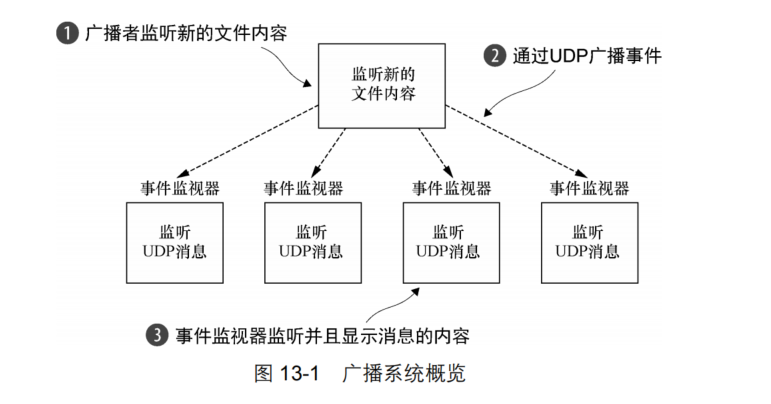 ❶ 广播者监听新的文件内容
监听新的
文件内容
❷ 通过UDP广播事件
事件监视器
事件监视器
事件监视器
事件监视器
监听
UDP消息
监听
UDP消息
监听
UDP消息
监听
UDP消息
❸ 事件监视器监听并且显示消息的内容
图 13-1 广播系统概览